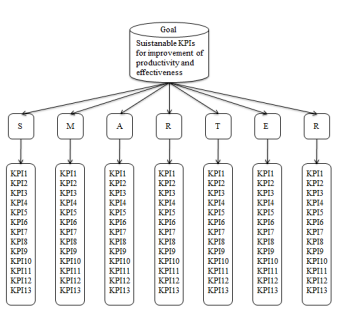 Goal
Suistanable KPIs
for improvement of
productivity and
effectiveness
S M A R T E R
KPI1 KPI1 KPI1 KPI1 KPI1 KPI1 KPI1
KPI2 KPI2 KPI2 KPI2 KPI2 KPI2 KPI2
KPI3 KPI3 KPI3 KPI3 KPI3 KPI3 KPI3
KPI4 KPI4 KPI4 KPI4 KPI4 KPI4 KPI4
KPI5 KPI5 KPI5 KPI5 KPI5 KPI5 KPI5
KPI6 KPI6 KPI6 KPI6 KPI6 KPI6 KPI6
KPI7 KPI7 KPI7 KPI7 KPI7 KPI7 KPI7
KPI8 KPI8 KPI8 KPI8 KPI8 KPI8 KPI8
KPI9 KPI9 KPI9 KPI9 KPI9 KPI9 KPI9
KPI10 KPI10 KPI10 KPI10 KPI10 KPI10 KPI10
KPI11 KPI11 KPI11 KPI11 KPI11 KPI11 KPI11
KPI12 KPI12 KPI12 KPI12 KPI12 KPI12 KPI12
KPI13 KPI13 KPI13 KPI13 KPI13 KPI13 KPI13